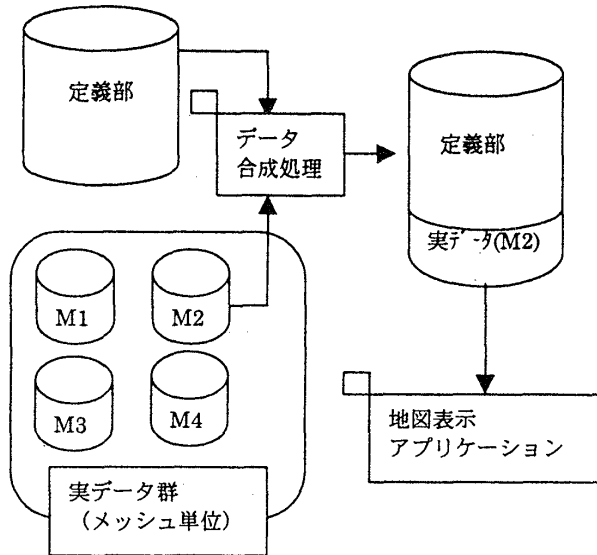 定義部
データ
合成処理
定義部
実データ(M2)
M1
M2
M3
M4
実データ群
(メッシュ単位)
地図表示
アプリケーション